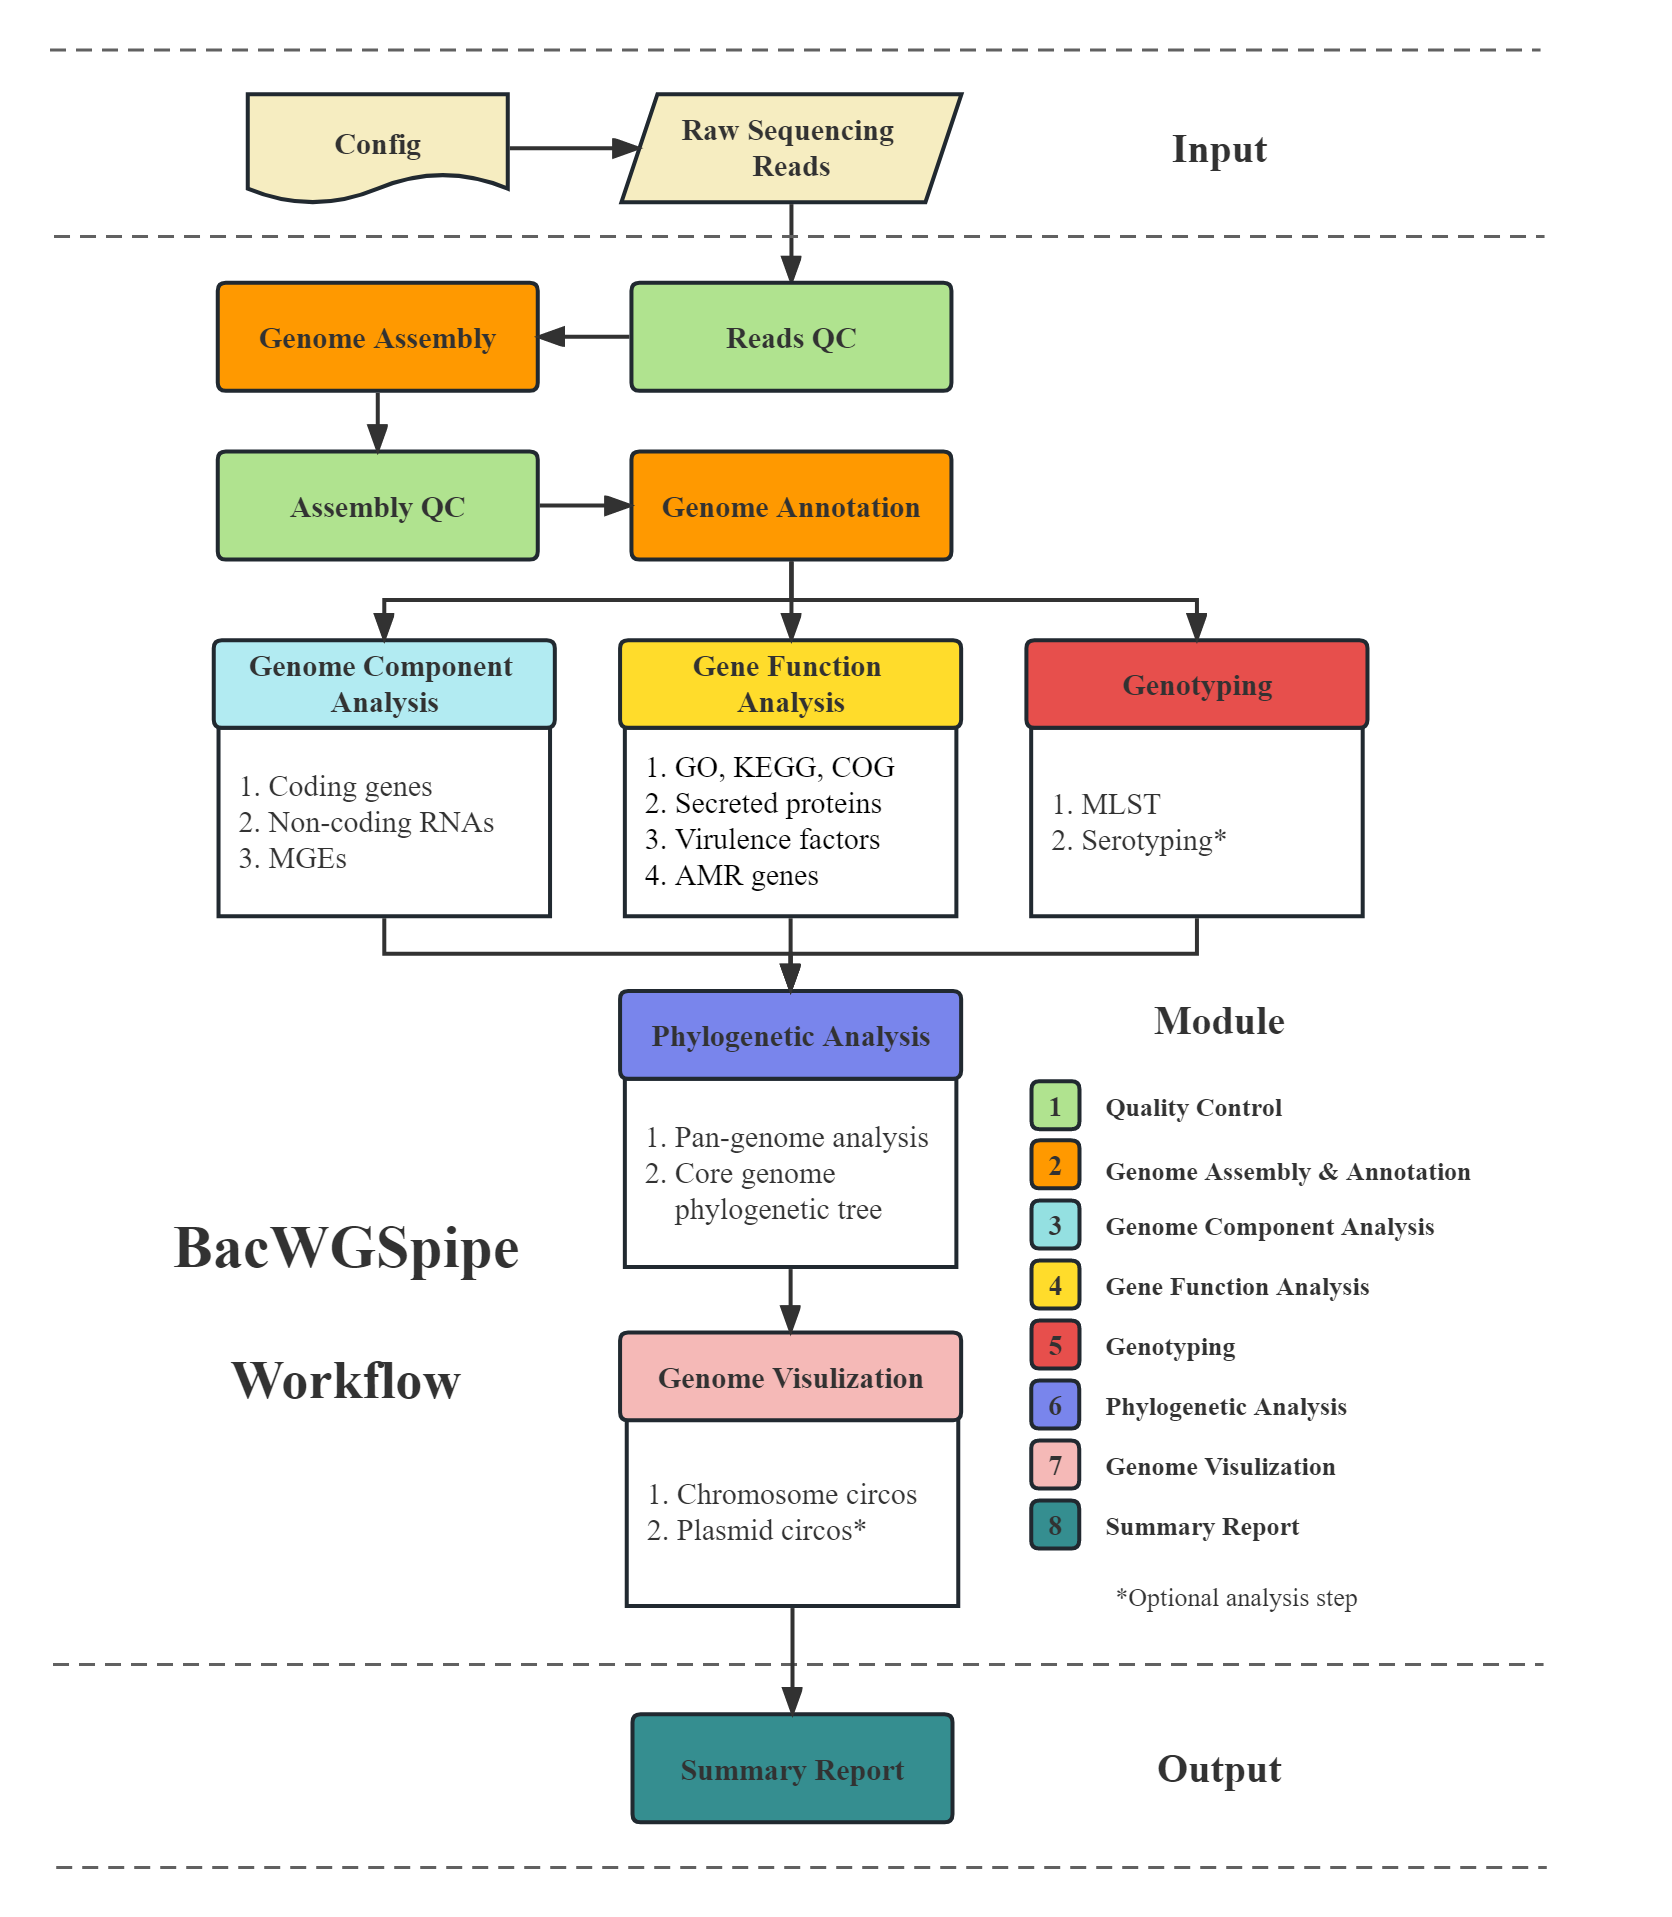 Config
Raw Sequencing
Reads
Input
Genome Assembly
Reads QC
Assembly QC
Genome Annotation
Genome Component
Analysis
1. Coding genes
2. Non-coding RNAs
3. MGEs
Gene Function
Analysis
1. GO, KEGG, COG
2. Secreted proteins
3. Virulence factors
4. AMR genes
Genotyping
1. MLST
2. Serotyping*
Phylogenetic Analysis
1. Pan-genome analysis
2. Core genome
phylogenetic tree
BacWGSpipe
Workflow
Genome Visulization
1. Chromosome circos
2. Plasmid circos*
Module
1 Quality Control
2 Genome Assembly & Annotation
3 Genome Component Analysis
4 Gene Function Analysis
5 Genotyping
6 Phylogenetic Analysis
7 Genome Visulization
8 Summary Report
*Optional analysis step
Summary Report
Output